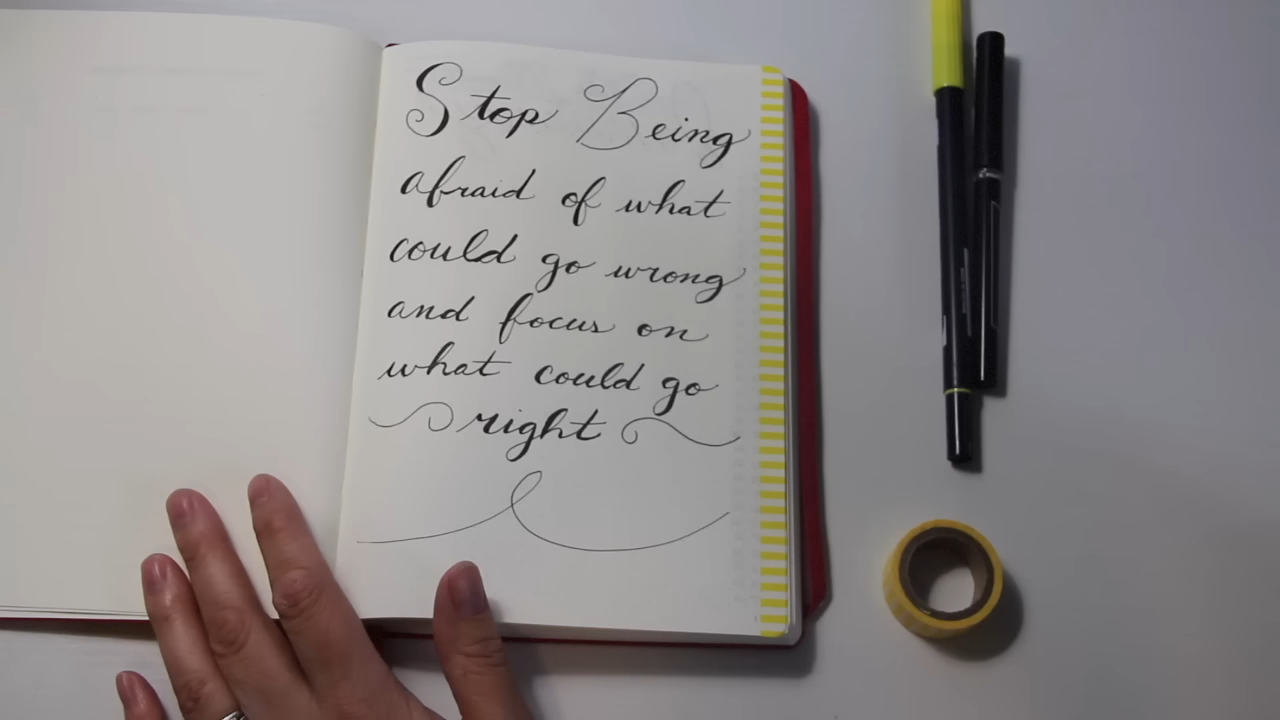 Stop Being
afraid of what
could go wrong
and focus on
what could go
right